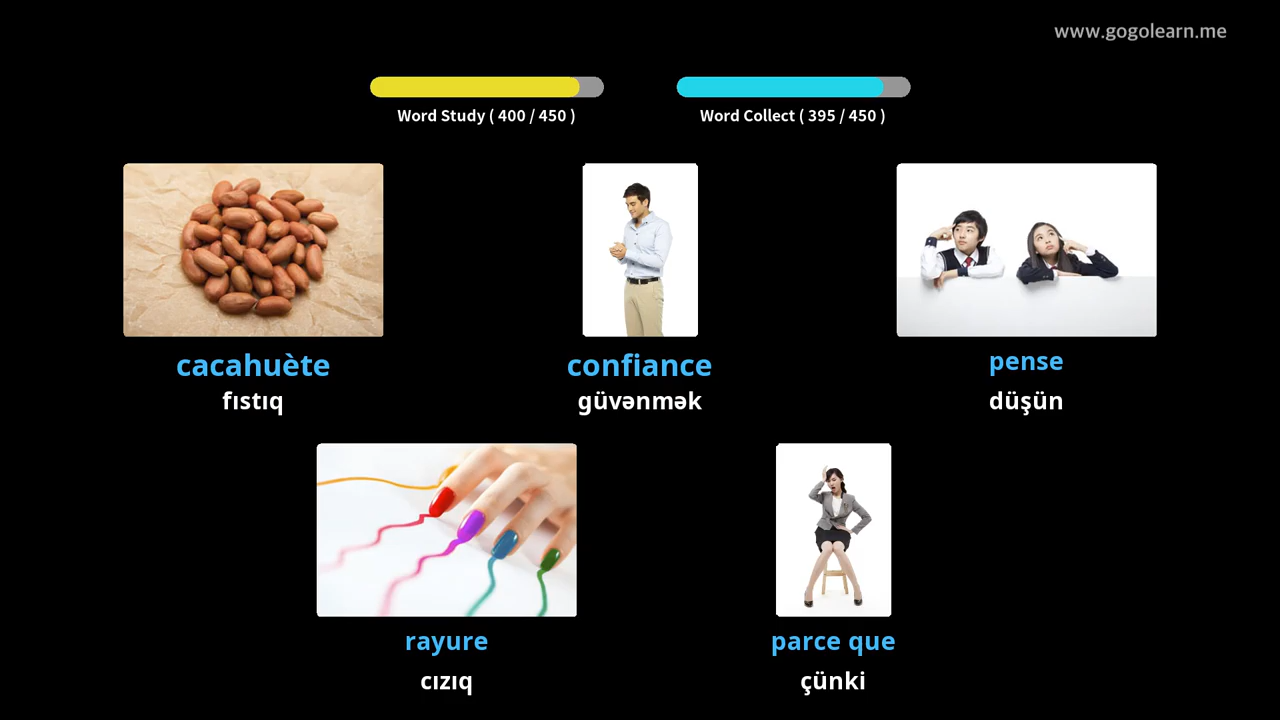 www.gogolearn.me
Word Study ( 400 / 450 )
Word Collect ( 395 / 450 )
cacahuète
fıstıq
confiance
güvənmək
pense
düşün
rayure
cızıq
parce que
çünki